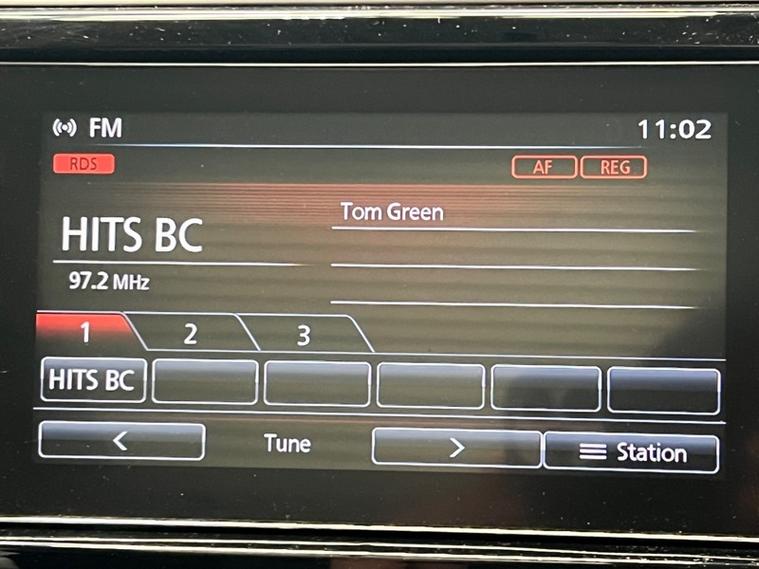 FM 11:02
RDS AF REG
Tom Green
HITS BC
97.2 MHz
1 2 3
HITS BC
< Tune > Station